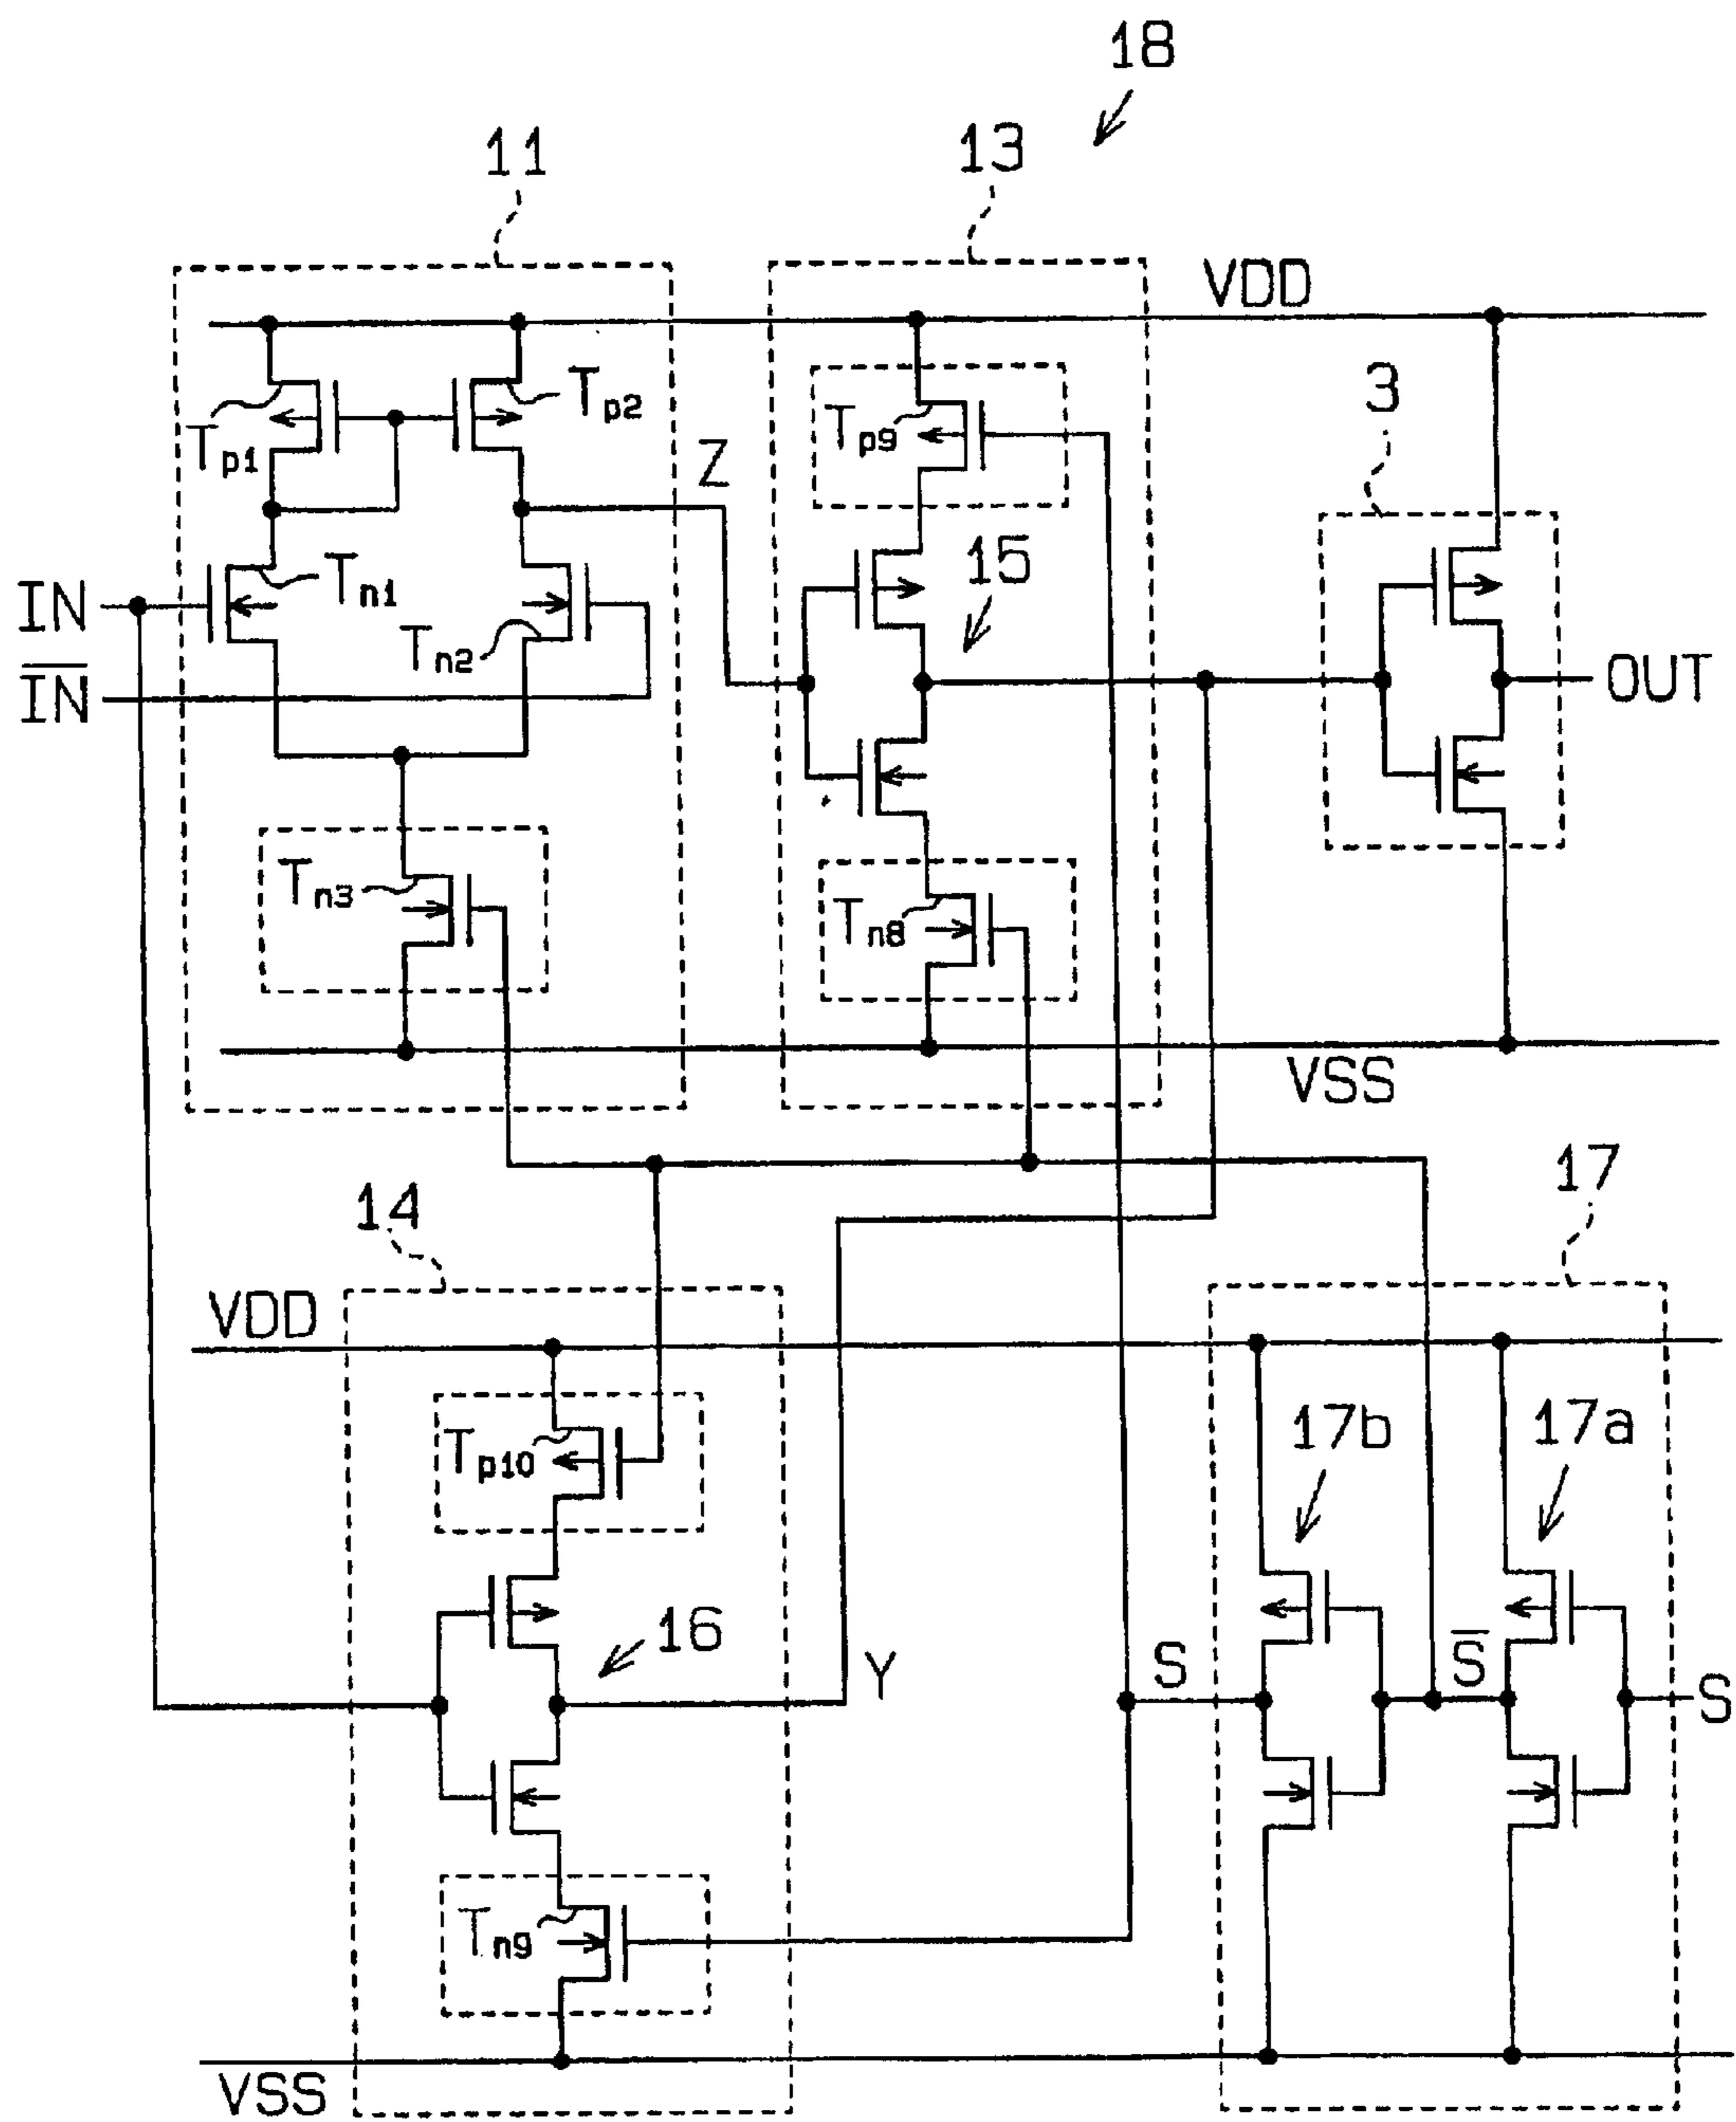 18
11
13
VDD
3
Tp1
Tp2
Z
Tp9
15
IN
Tn1
I̅N̅
Tn2
OUT
Tn3
Tn8
VSS
14
17
VDD
Tp10
17b
17a
16
Y
S
S̅
S
Tn9
VSS